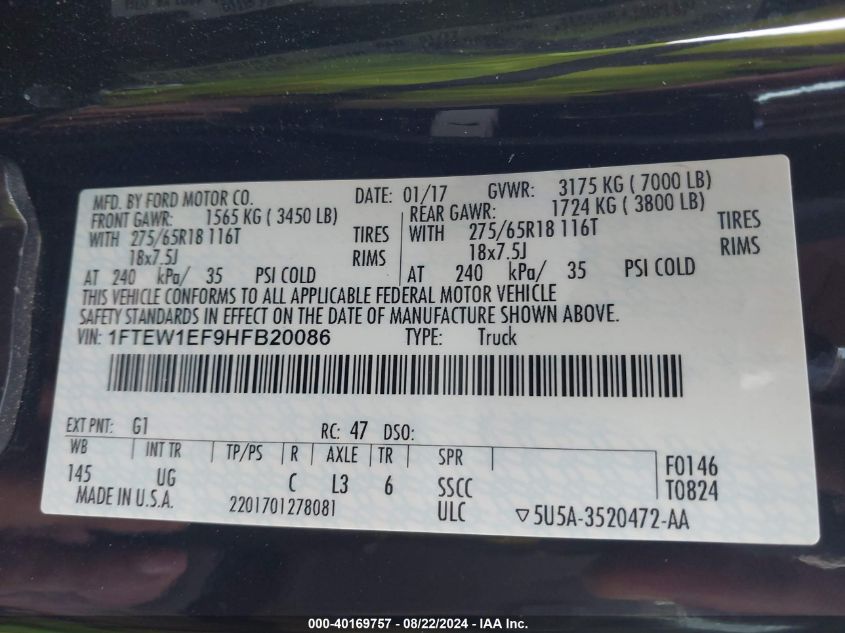 MFD. BY FORD MOTOR CO. DATE: 01/17 GVWR: 3175 KG ( 7000 LB)
FRONT GAWR: 1565 KG ( 3450 LB) REAR GAWR: 1724 KG ( 3800 LB)
WITH 275/65R18 116T TIRES WITH 275/65R18 116T TIRES
18x7.5J RIMS 18x7.5J RIMS
AT 240 kPa/ 35 PSI COLD AT 240 kPa/ 35 PSI COLD
THIS VEHICLE CONFORMS TO ALL APPLICABLE FEDERAL MOTOR VEHICLE
SAFETY STANDARDS IN EFFECT ON THE DATE OF MANUFACTURE SHOWN ABOVE.
VIN: 1FTEW1EF9HFB20086 TYPE: Truck
EXT PNT: G1 RC: 47 DSO:
WB INT TR TP/PS R AXLE TR SPR
145 UG C L3 6 SSCC F0146
MADE IN U.S.A. 2201701278081 ULC T0824
▽5U5A-3520472-AA
000-40169757 - 08/22/2024 - IAA Inc.